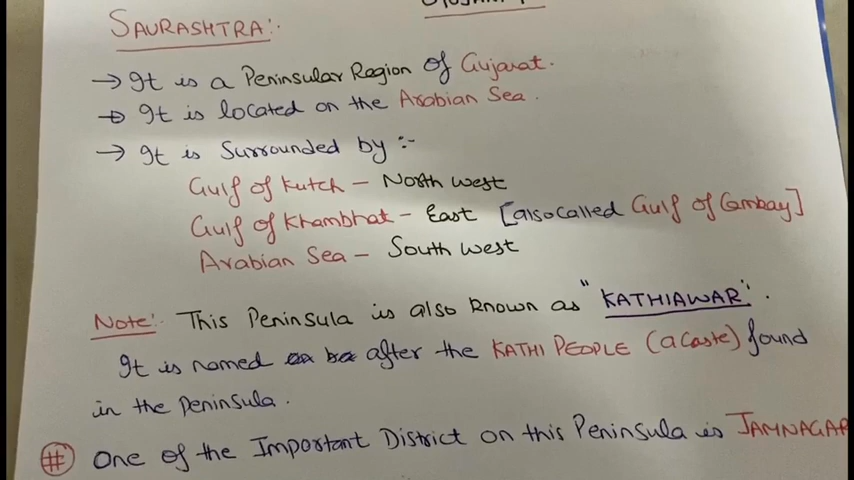 SAURASHTRA:-
→ It is a Peninsular Region of Gujarat.
→ It is located on the Arabian Sea.
→ It is Surrounded by :-
Gulf of Kutch - North West
Gulf of Khambhat - East [also called Gulf of Cambay]
Arabian Sea - South West
Note:- This Peninsula is also known as "KATHIAWAR".
It is named after the KATHI PEOPLE (a caste) found
in the peninsula.
# One of the Important District on this Peninsula is JAMNAGAR